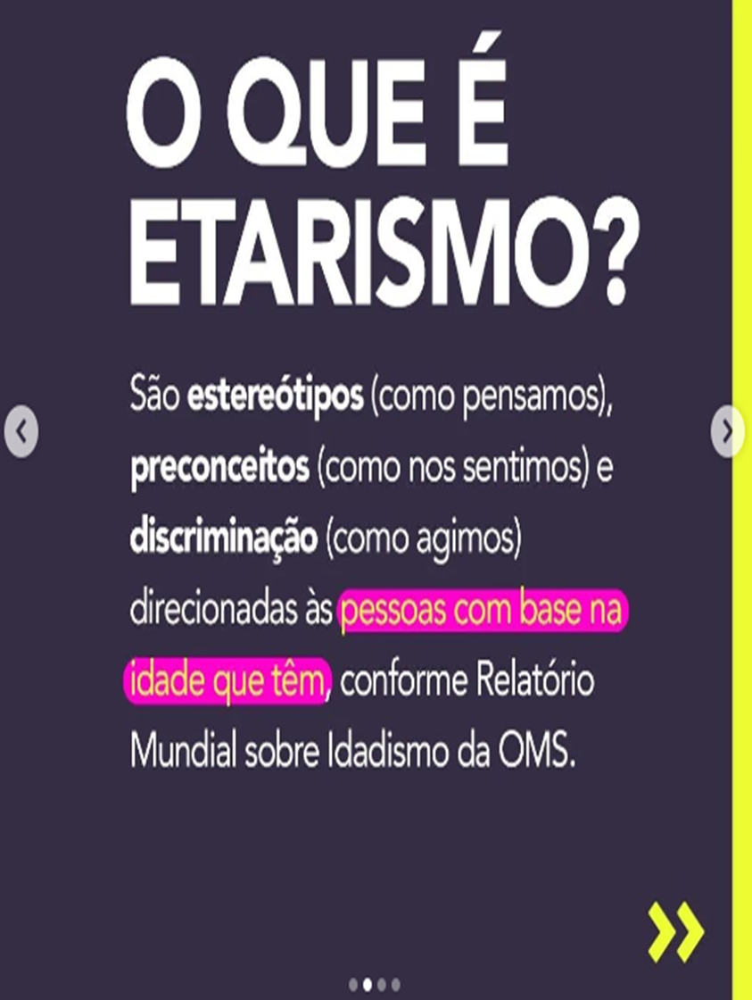 O QUE É
ETARISMO?
São estereótipos (como pensamos),
preconceitos (como nos sentimos) e
discriminação (como agimos)
direcionadas às pessoas com base na
idade que têm, conforme Relatório
Mundial sobre Idadismo da OMS.